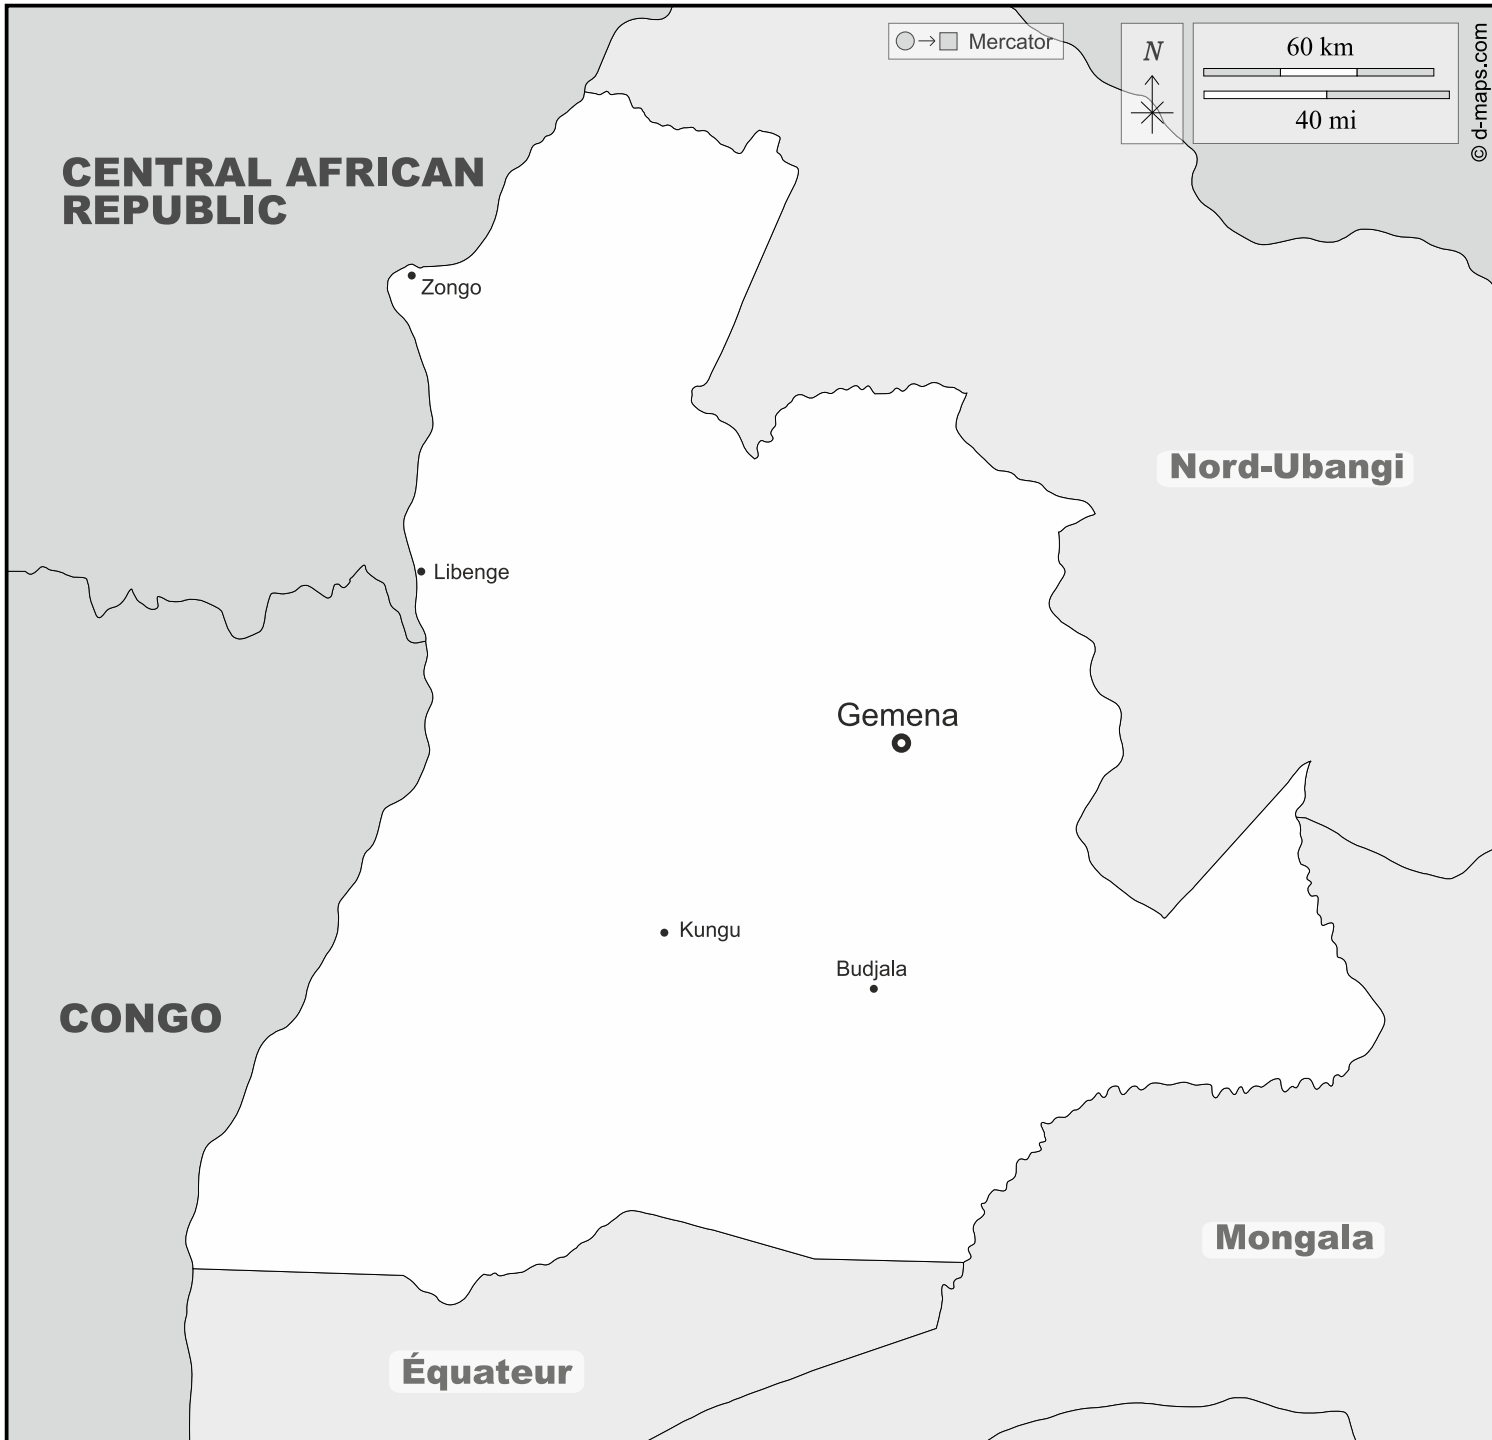 Mercator
N
60 km
40 mi
© d-maps.com
CENTRAL AFRICAN
REPUBLIC
Zongo
Nord-Ubangi
Libenge
Gemena
Kungu
Budjala
CONGO
Mongala
Équateur